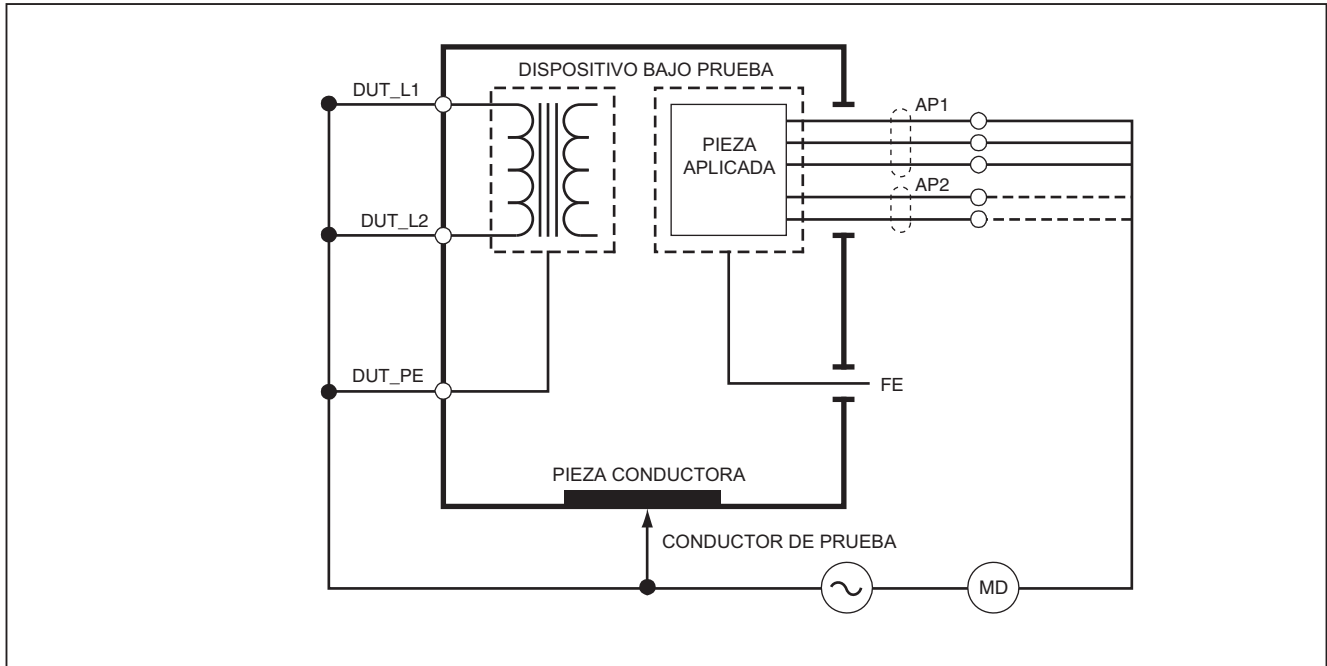 DISPOSITIVO BAJO PRUEBA
DUT_L1
AP1
PIEZA
APLICADA
AP2
DUT_L2
DUT_PE
FE
PIEZA CONDUCTORA
CONDUCTOR DE PRUEBA
MD